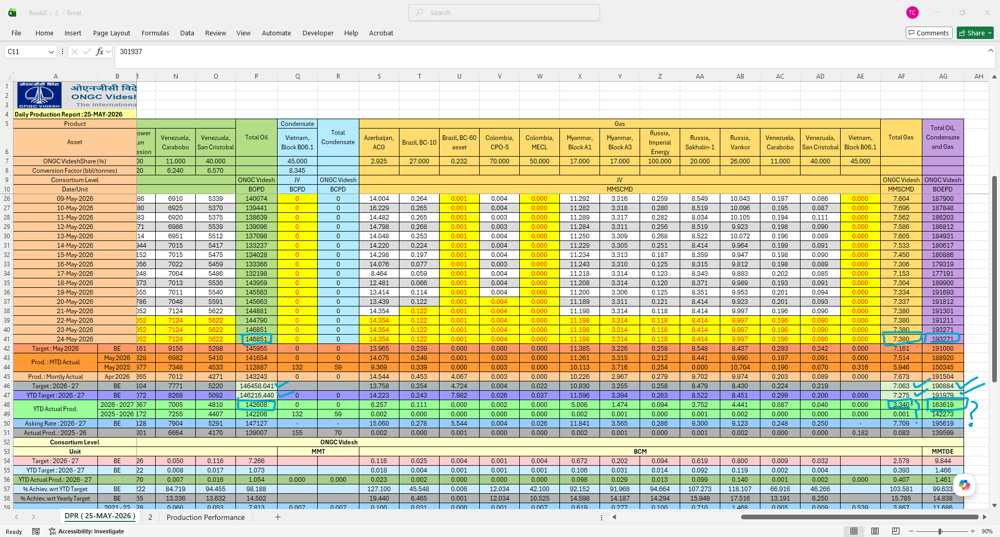 Book2 - 2 - Excel
Search
TC
File Home Insert Page Layout Formulas Data Review View Automate Developer Help Acrobat
Comments Share
C11 fx 301937
A B N O P Q R S T U V W X Y Z AA AB AC AD AE AF AG AH
1
2
3
ओएनजीसी विदेश
ONGC VIDESH
ONGC Videsh
The International
4 Daily Production Report : 25-MAY-2026
5 Product Condensate Gas
6 Asset Venezuela, Carabobo Venezuala, San Cristobal Total Oil Vietnam, Block B06.1 Total Condensate Azerbaijan, ACG Brazil, BC-10 Brazil, BC-60 asset Colombia, CPO-5 Colombia, MECL Myanmar, Block A1 Myanmar, Block A3 Russia, Imperial Energy Russia, Sakhalin-1 Russia, Vankor Venezuela, Carabobo Venezuala, San Cristobal Vietnam, Block B06.1 Total Gas Total Oil, Condensate and Gas
7 ONGC VideshShare (%) 00 11.000 40.000 45.000 2.925 27.000 0.232 70.000 50.000 17.000 17.000 100.000 20.000 26.000 11.000 40.000 45.000
8 Conversion Factor (bbl/tonnes) 20 6.240 6.570 8.345
9 Consortium Level ONGC Videsh JV ONGC Videsh JV ONGC Videsh ONGC Videsh
10 Date/Unit BOPD BCPD BCPD MMSCMD MMSCMD BOEPD
26 09-May-2026 86 6910 5339 140074 0 0 14.004 0.264 0.001 0.004 0.000 11.292 3.316 0.259 8.549 10.043 0.197 0.086 0.000 7.604 187900
27 10-May-2026 80 6925 5370 139441 0 0 16.229 0.265 0.001 0.004 0.000 11.282 3.318 0.280 8.519 10.096 0.195 0.087 0.000 7.696 187848
28 11-May-2026 83 6920 5375 138639 0 0 14.482 0.265 0.001 0.003 0.000 11.289 3.317 0.282 8.034 10.105 0.194 0.111 0.000 7.562 186203
29 12-May-2026 71 6986 5539 139096 0 0 14.798 0.268 0.001 0.003 0.000 11.284 3.311 0.256 8.519 9.923 0.198 0.090 0.000 7.586 186812
30 13-May-2026 14 6951 5512 137098 0 0 14.048 0.253 0.001 0.004 0.000 11.250 3.309 0.268 8.522 10.072 0.196 0.089 0.000 7.605 184931
31 14-May-2026 944 7015 5417 133237 0 0 14.220 0.224 0.001 0.004 0.000 11.229 3.305 0.251 8.414 9.964 0.199 0.091 0.000 7.533 180617
32 15-May-2026 152 7015 5475 134028 0 0 14.298 0.197 0.001 0.004 0.000 11.234 3.313 0.187 8.359 9.947 0.198 0.090 0.000 7.450 180886
33 16-May-2026 056 7022 5459 133366 0 0 14.076 0.077 0.001 0.003 0.000 11.243 3.310 0.125 8.315 9.812 0.198 0.089 0.000 7.306 179319
34 17-May-2026 248 7004 5486 132198 0 0 8.464 0.059 0.001 0.004 0.000 11.218 3.314 0.123 8.343 9.883 0.202 0.085 0.000 7.153 177191
35 18-May-2026 673 7013 5530 143959 0 0 12.481 0.066 0.001 0.004 0.000 11.208 3.314 0.120 8.371 9.989 0.193 0.091 0.000 7.304 189900
36 19-May-2026 655 7011 5540 145563 0 0 13.414 0.114 0.001 0.004 0.000 11.200 3.306 0.125 8.351 9.953 0.201 0.094 0.000 7.334 191693
37 20-May-2026 786 7048 5591 145663 0 0 13.439 0.122 0.001 0.004 0.000 11.189 3.311 0.121 8.414 9.923 0.201 0.093 0.000 7.337 191812
38 21-May-2026 052 7124 5622 144881 0 0 14.354 0.122 0.001 0.004 0.000 11.198 3.314 0.118 8.414 9.997 0.196 0.090 0.000 7.380 191301
39 22-May-2026 052 7124 5622 144790 0 0 14.354 0.122 0.001 0.004 0.000 11.198 3.314 0.118 8.414 9.997 0.196 0.090 0.000 7.380 191211
40 23-May-2026 052 7124 5622 146851 0 0 14.354 0.122 0.001 0.004 0.000 11.198 3.314 0.118 8.414 9.997 0.196 0.090 0.000 7.380 193271
41 24-May-2026 052 7124 5622 146851 0 0 14.354 0.122 0.001 0.004 0.000 11.198 3.314 0.118 8.414 9.997 0.196 0.090 0.000 7.380 193271
42 Target : May 2026 BE 161 9150 5298 145955 0 0 13.965 0.239 0.000 0.000 0.000 11.385 3.226 0.258 8.548 8.437 0.293 0.242 0.000 7.161 191000
43 Prod. : MTD Actual May 2026 828 6982 5410 141654 0 0 14.075 0.249 0.001 0.003 0.000 11.261 3.315 0.212 8.441 9.990 0.197 0.091 0.000 7.514 188920
44 May 2025 877 7348 4533 112887 132 59 9.369 0.339 0.000 0.000 0.000 10.113 3.716 0.254 0.000 10.704 0.190 0.070 0.316 5.946 150345
45 Prod. : Montly Actual Apr 2026 265 7012 4271 143243 0 0 14.544 0.453 4.067 0.003 0.000 10.226 2.967 0.279 9.702 9.974 0.203 0.089 0.000 7.673 191504
46 Target : 2026 - 27 BE 104 7771 5220 146458.041 13.758 0.254 4.724 0.004 0.022 10.830 3.255 0.258 8.479 8.430 0.224 0.219 7.063 190884
47 YTD Target : 2026 - 27 BE 072 8268 5092 146216.440 0 0 14.223 0.243 7.982 0.026 0.037 11.596 3.394 0.263 8.522 8.451 0.299 0.200 0.000 7.275 191979
48 YTD Actual Prod. 2026 - 2027 667 7005 4810 142608 0 0 6.257 0.111 0.000 0.002 0.000 5.006 1.474 0.094 3.752 4.441 0.087 0.040 0.000 3.340 ? 163619 ?
49 2025 - 2026 172 7255 4407 142206 132 59 0.002 0.000 0.000 0.000 0.000 0.002 0.001 0.000 0.001 0.002 0.000 0.000 0.000 0.001 142273
50 Asking Rate : 2026 - 27 BE 128 7904 5291 147127 - - 15.060 0.278 5.544 0.004 0.026 11.841 3.565 0.286 9.300 9.123 0.248 0.250 - 7.709 195619
51 Actual Prod. : 2025 - 26 201 6664 4170 139007 155 70 0.002 0.000 0.000 0.000 0.000 0.002 0.001 0.000 0.001 0.002 0.000 0.000 0.182 0.083 139599
52 Consortium Level ONGC Videsh
53 Unit MMT BCM MMTOE
54 Target : 2026 - 27 BE 26 0.050 0.116 7.266 0.116 0.025 0.004 0.001 0.004 0.672 0.202 0.094 0.619 0.800 0.009 0.032 2.578 9.844
55 YTD Target : 2026 - 27 BE 22 0.008 0.017 1.073 0.018 0.004 0.001 0.000 0.001 0.106 0.031 0.014 0.092 0.119 0.002 0.004 0.393 1.466
56 YTD Actual Prod.: 2026 - 27 70 0.007 0.016 1.054 0.000 0.000 0.023 0.002 0.000 0.000 0.000 0.098 0.029 0.013 0.099 0.140 0.001 0.002 0.000 0.407 1.461
57 % Achiev. wrt YTD Target BE 222 84.719 94.455 98.188 127.100 45.548 0.006 12.034 42.100 92.152 91.968 94.664 107.273 118.107 66.916 46.266 103.581 99.633
58 % Achiev. wrt Yearly Target BE 65 13.336 13.632 14.502 19.440 6.465 0.001 12.034 10.525 14.598 14.187 14.294 15.949 17.516 13.191 6.250 15.785 14.838
59 2021 - 22 28 0.060 0.053 7.813 0.007 0.007 0.100 0.031 0.000 0.001 0.007 0.619 0.277 0.100 0.710 1.468 0.005 0.009 0.539 3.867 11.686
DPR ( 25-MAY-2026 ) 2 Production Performance
Ready Accessibility: Investigate 90%